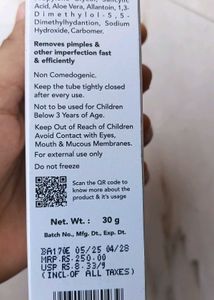 Acid, Aloe Vera, Allantoin, 1,3-
Dimethylol-5,5-
Dimethylhydantion, Sodium
Hydroxide, Carbomer.
Removes pimples &
other imperfection fast
& efficiently
Non Comedogenic.
Keep the tube tightly closed
after every use.
Not to be used for Children
Below 3 Years of Age.
Keep Out of Reach of Children
Avoid Contact with Eyes,
Mouth & Mucous Membranes.
For external use only
Do not freeze
Scan the QR code to
know more about the
product & it's usage
Net. Wt. : 30 g
Batch No., Mfg. Dt., Exp. Dt.
BA170E 05/25 04/28
MRP RS.250.00
USP RS.8.33/g
(INCL.OF ALL TAXES)